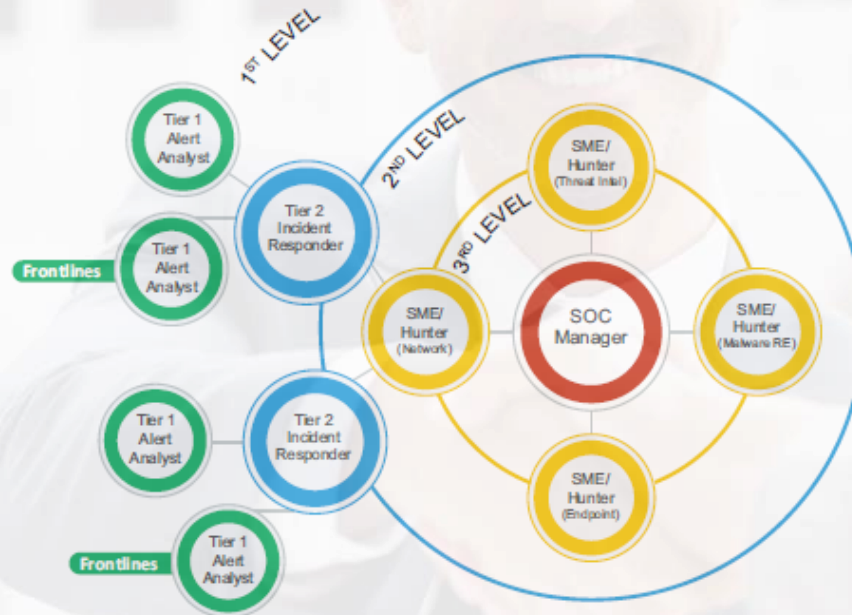 1ST LEVEL
2ND LEVEL
3RD LEVEL
Tier 1
Alert
Analyst
Tier 1
Alert
Analyst
Frontlines
Tier 2
Incident
Responder
SME/
Hunter
(Threat Intel)
SME/
Hunter
(Network)
SOC
Manager
SME/
Hunter
(Malware RE)
Tier 1
Alert
Analyst
Tier 2
Incident
Responder
SME/
Hunter
(Endpoint)
Tier 1
Alert
Analyst
Frontlines